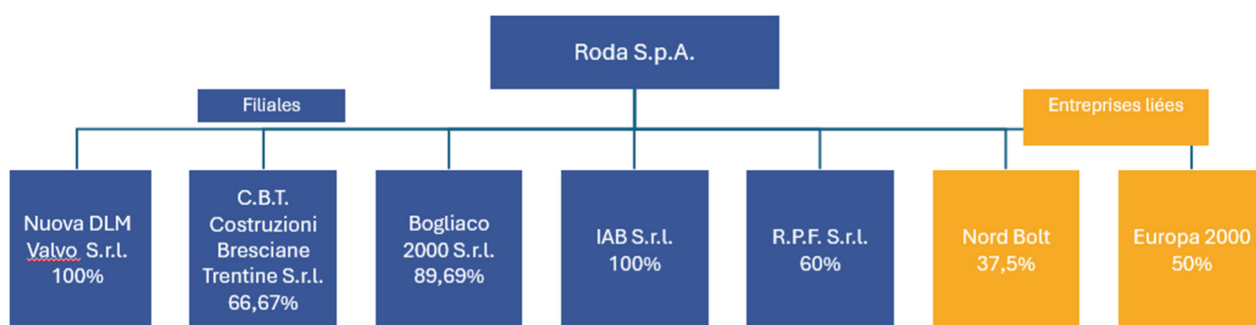 Roda S.p.A.
Filiales
Entreprises liées
Nuova DLM
Valvo S.r.l.
100%
C.B.T.
Costruzioni
Bresciane
Trentine S.r.l.
66,67%
Bogliaco
2000 S.r.l.
89,69%
IAB S.r.l.
100%
R.P.F. S.r.l.
60%
Nord Bolt
37,5%
Europa 2000
50%